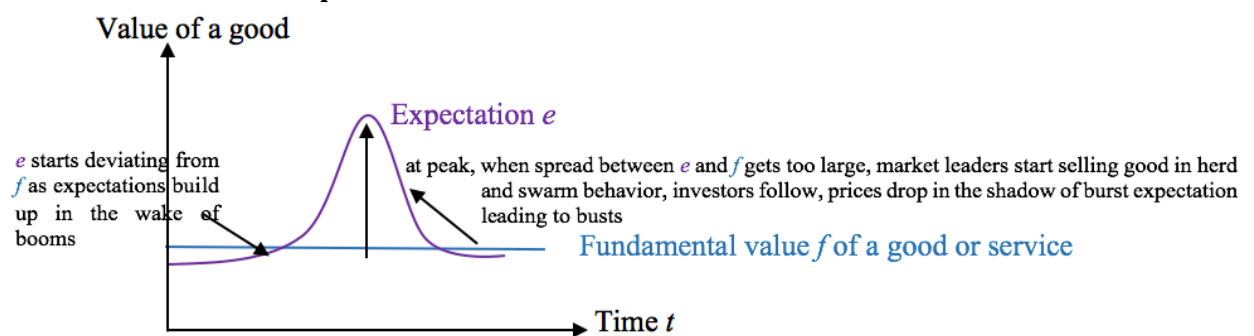 Value of a good
Expectation e
e starts deviating from
f as expectations build
up in the wake of
booms
at peak, when spread between e and f gets too large, market leaders start selling good in herd
and swarm behavior, investors follow, prices drop in the shadow of burst expectation
leading to busts
Fundamental value f of a good or service
Time t